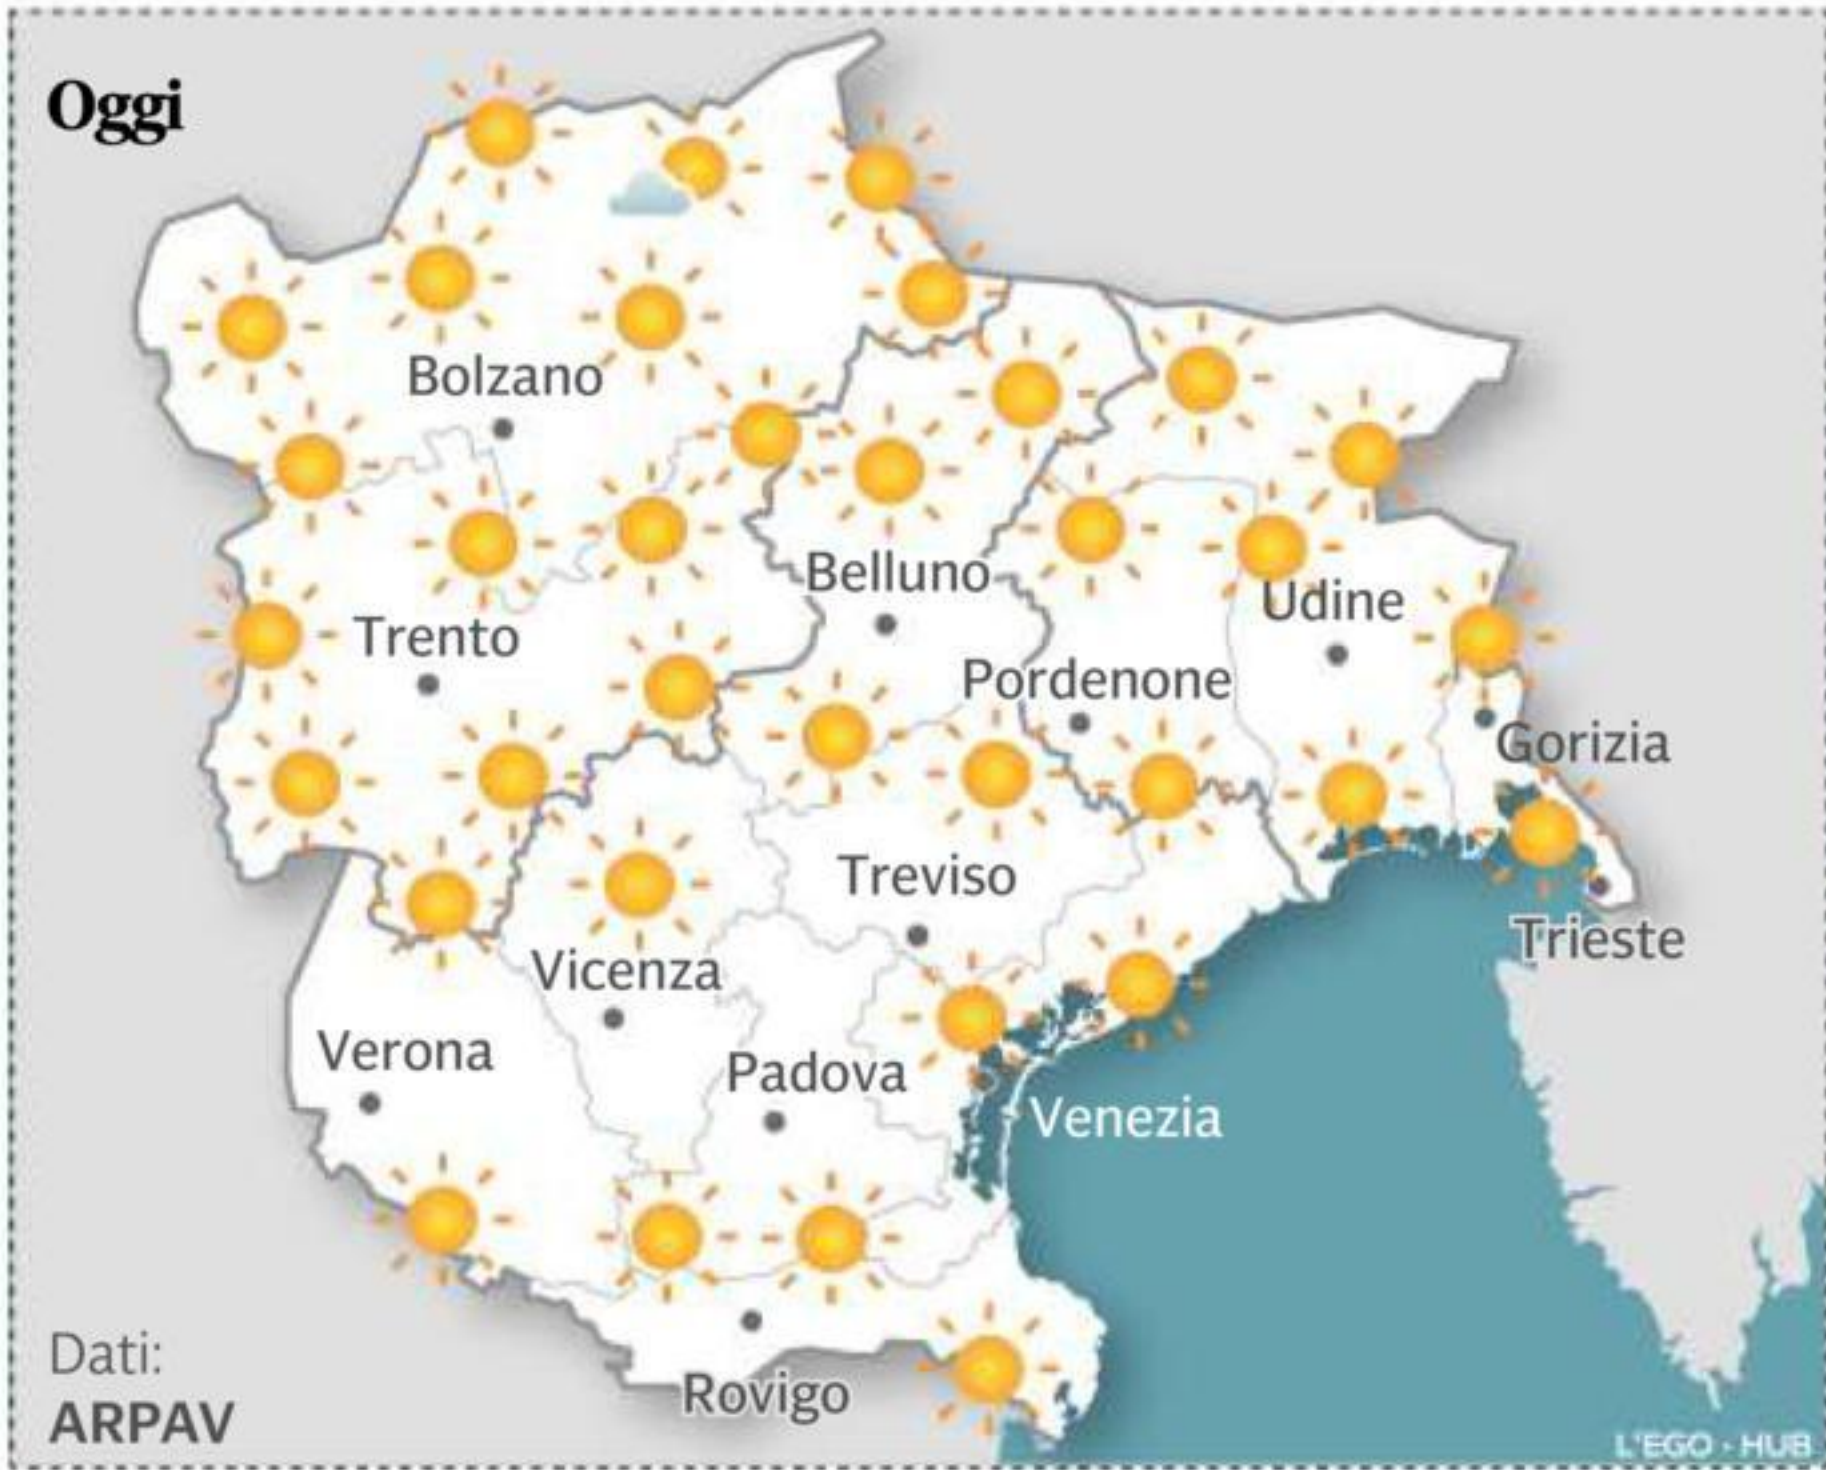 Oggi
Bolzano
Belluno
Udine
Trento
Pordenone
Gorizia
Treviso
Trieste
Vicenza
Verona
Padova
Venezia
Rovigo
Dati:
ARPAV
L'EGO - HUB